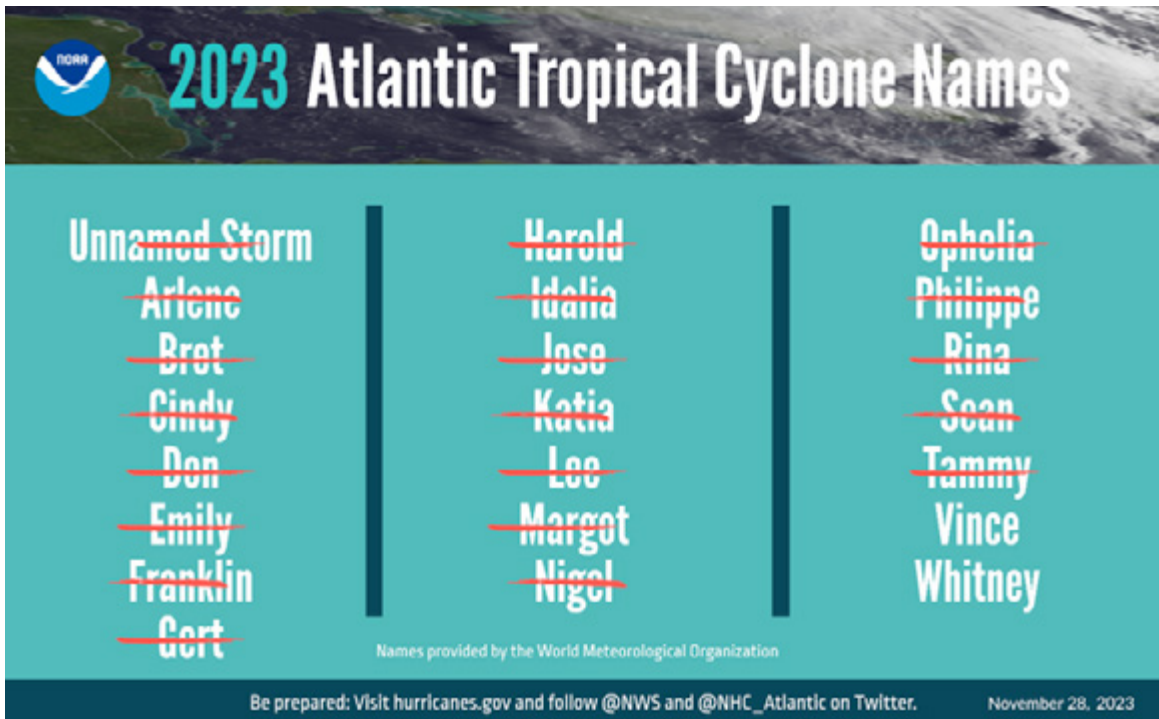 NOAA
2023 Atlantic Tropical Cyclone Names
Unnamed Storm
Arlene
Bret
Cindy
Don
Emily
Franklin
Gert
Harold
Idalia
Jose
Katia
Lee
Margot
Nigel
Ophelia
Philippe
Rina
Sean
Tammy
Vince
Whitney
Names provided by the World Meteorological Organization
Be prepared: Visit hurricanes.gov and follow @NWS and @NHC_Atlantic on Twitter.
November 28, 2023